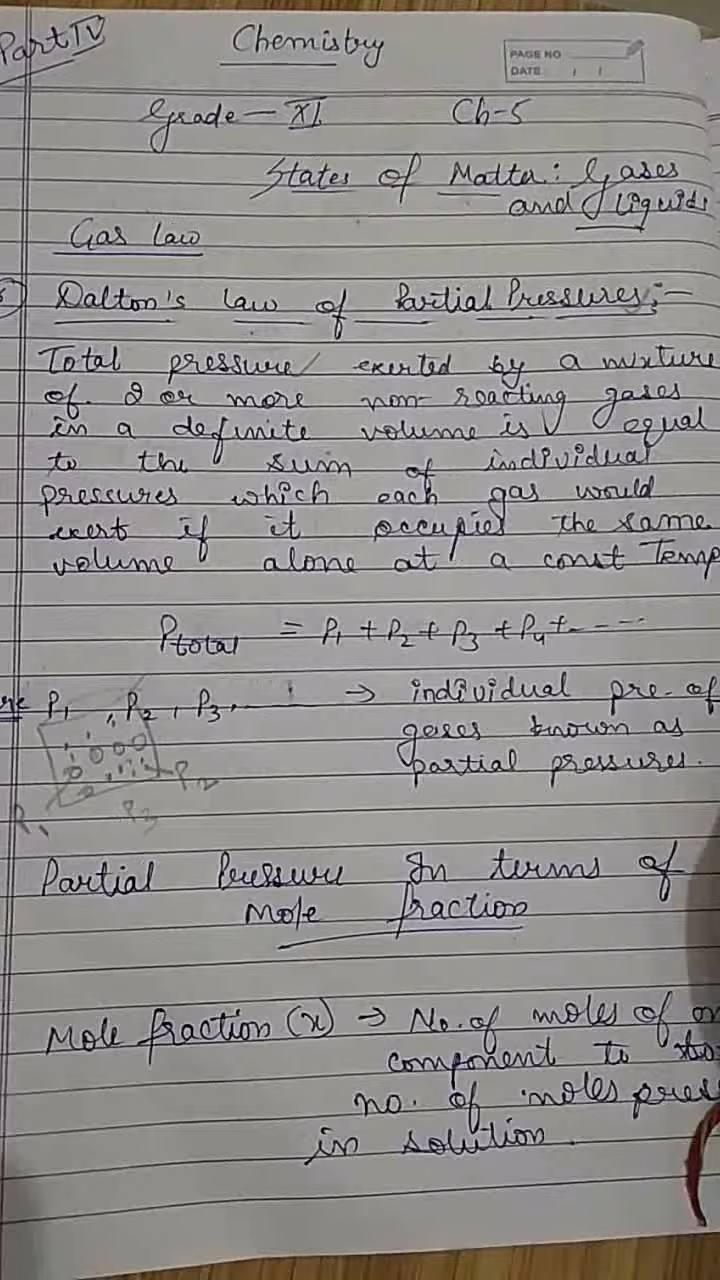 Part IV
Chemistry
PAGE NO
DATE / /
Grade - XI Ch-5
States of Matter: Gases
and Liquids
Gas law
Dalton's law of Partial Pressures:-
Total pressure exerted by a mixture
of 2 or more non-reacting gases
in a definite volume is equal
to the sum of individual
pressures which each gas would
exert if it occupied the same
volume alone at a const Temp
Ptotal = P1 + P2 + P3 + P4 + - - - -
P1, P2, P3, → individual pre. of
gases known as
partial pressures.
P2
P1
P3
Partial Pressure In terms of
Mole fraction
Mole fraction (x) → No. of moles of
component to
no. of moles
in solution.